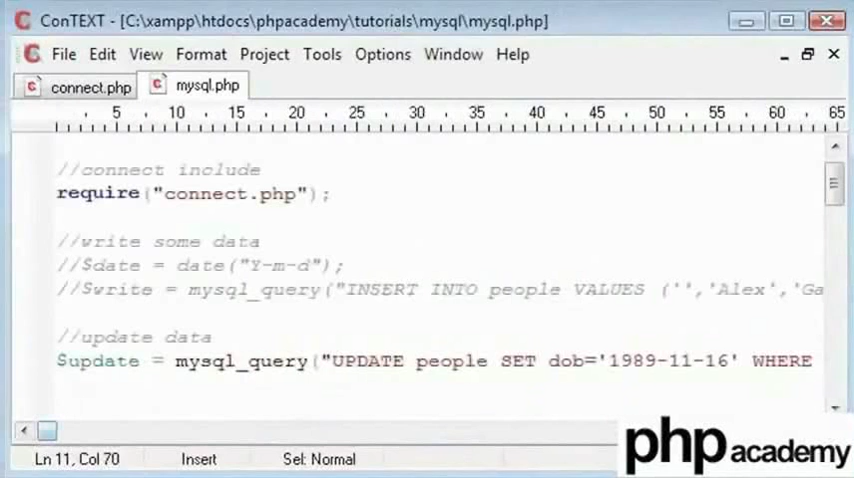 ConTEXT - [C:\xampp\htdocs\phpacademy\tutorials\mysql\mysql.php]
File Edit View Format Project Tools Options Window Help
connect.php mysql.php
5 10 15 20 25 30 35 40 45 50 55 60 65
//connect include
require("connect.php");
//write some data
//$date = date("Y-m-d");
//$write = mysql_query("INSERT INTO people VALUES ('','Alex','Ga
//update data
$update = mysql_query("UPDATE people SET dob='1989-11-16' WHERE
Ln 11, Col 70 Insert Sel: Normal
php academy